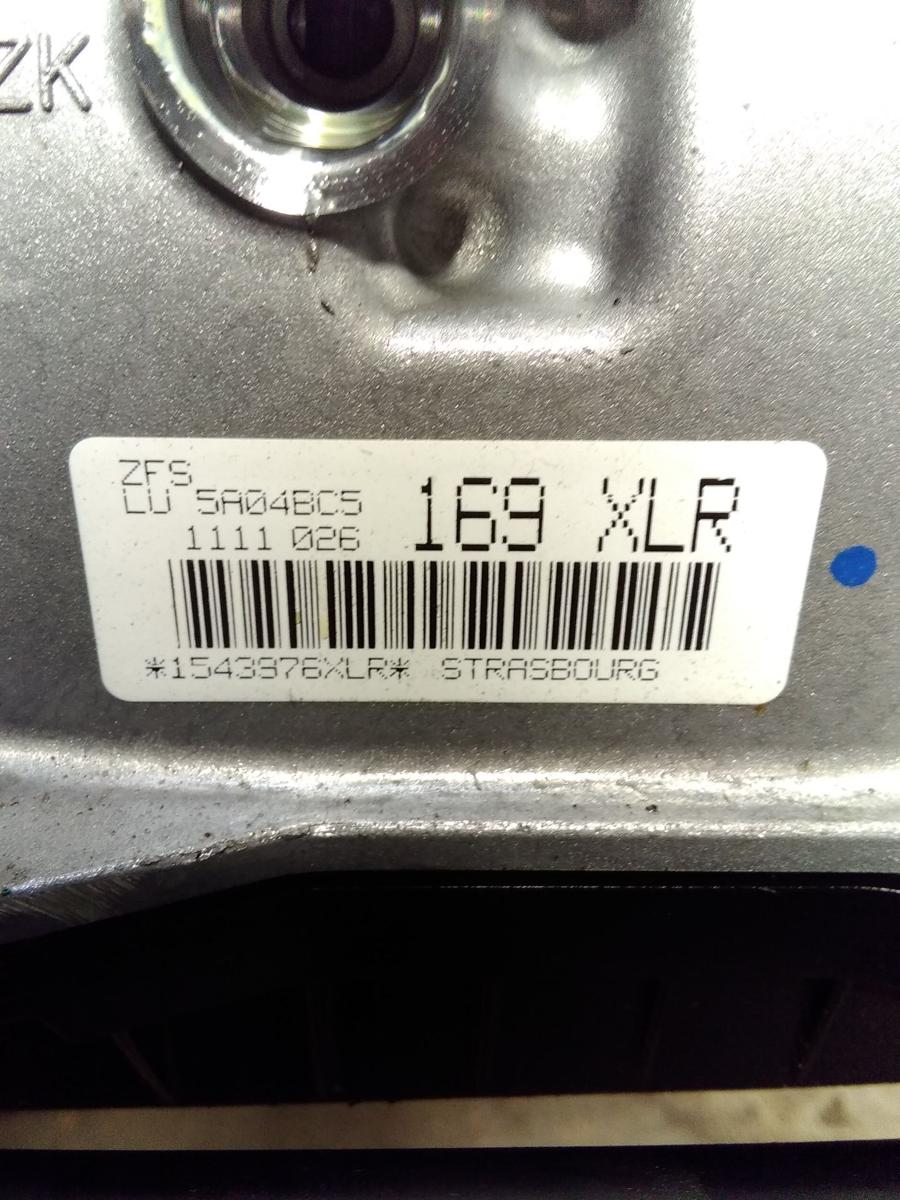 ZK
ZFS
LU 5A04BC5 169 XLR
1111 026
*1543976XLR* STRASBOURG